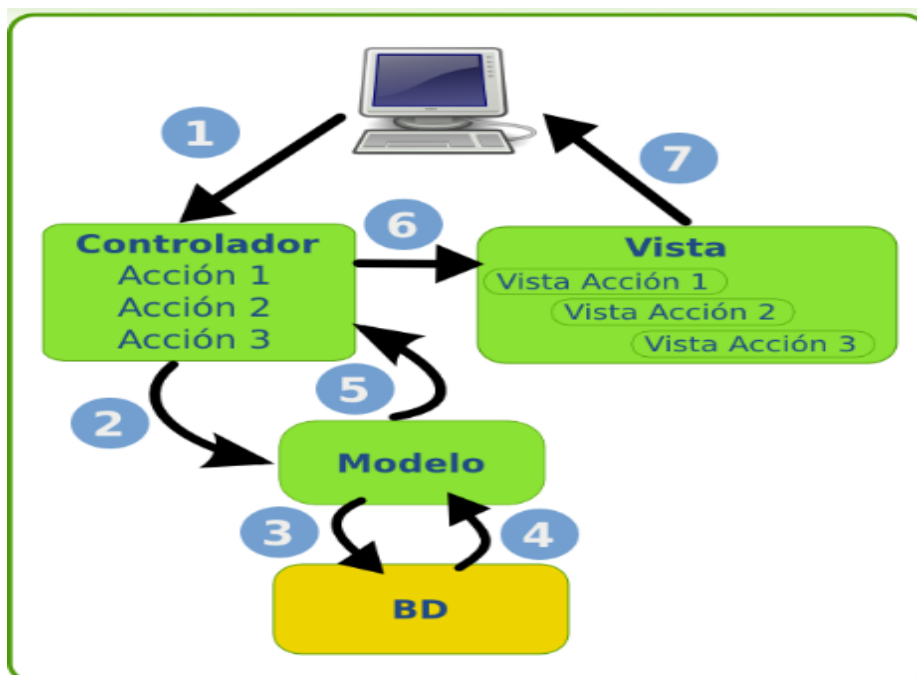 1
7
6
Controlador
Acción 1
Acción 2
Acción 3
Vista
Vista Acción 1
Vista Acción 2
Vista Acción 3
5
2
Modelo
3
4
BD